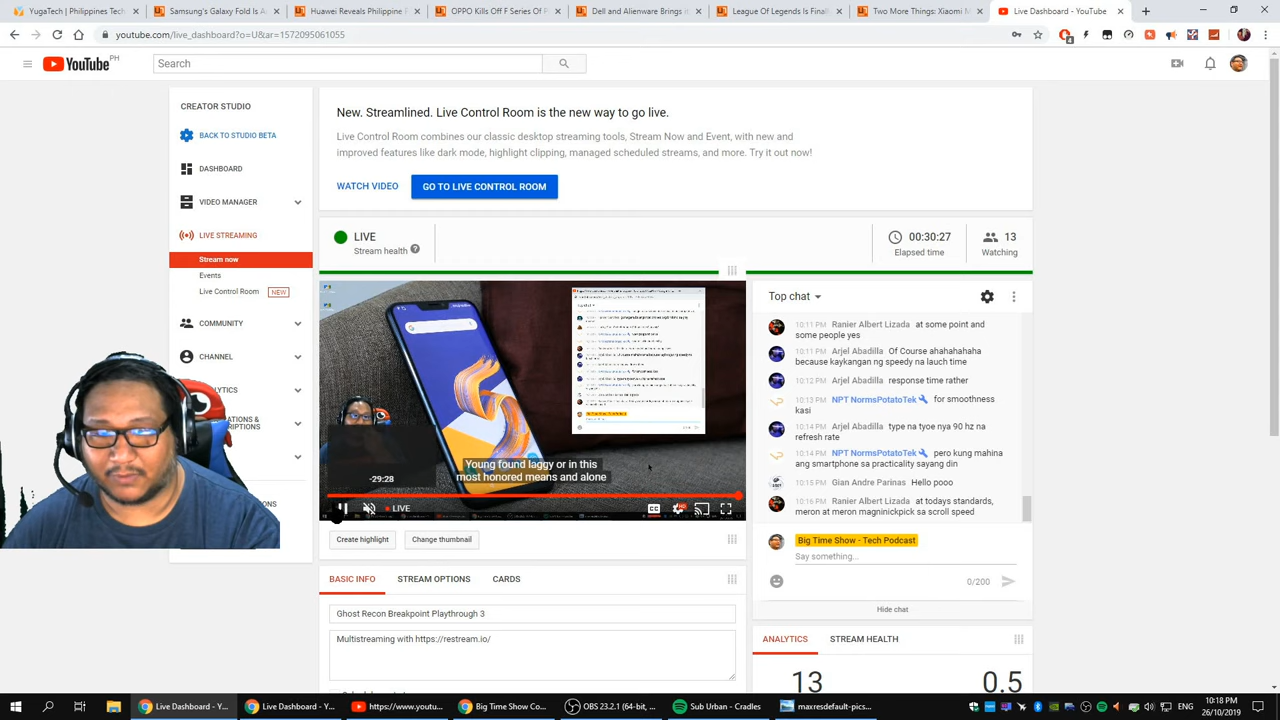 YugaTech | Philippines Tech
Samsung's Galaxy Fold Is A
Huawei Reveals Philippine
OPPO Kills Off F Series Of P
Dell and Alienware Brings it
League Of Legends Is Finall
Two More Things: Xiaomi M
Live Dashboard - YouTube
youtube.com/live_dashboard?o=U&ar=1572095061055
YouTube PH
Search
CREATOR STUDIO
BACK TO STUDIO BETA
DASHBOARD
VIDEO MANAGER
LIVE STREAMING
Stream now
Events
Live Control Room NEW
COMMUNITY
CHANNEL
New. Streamlined. Live Control Room is the new way to go live.
Live Control Room combines our classic desktop streaming tools, Stream Now and Event, with new and
improved features like dark mode, highlight clipping, managed scheduled streams, and more. Try it out now!
WATCH VIDEO
GO TO LIVE CONTROL ROOM
LIVE
Stream health
00:30:27
Elapsed time
13
Watching
Young found laggy or in this
most honored means and alone
-29:28
LIVE
Create highlight
Change thumbnail
Top chat
10:11 PM Ranier Albert Lizada at some point and
some people yes
10:11 PM Arjel Abadilla Of Course ahahahahaha
because kaykangan ng speedy na lauch time
10:12 PM Arjel Abadilla response time rather
10:13 PM NPT NormsPotatoTek for smoothness
kasi
10:14 PM Arjel Abadilla type na tyoe nya 90 hz na
refresh rate
10:14 PM NPT NormsPotatoTek pero kung mahina
ang smartphone sa practicality sayang din
10:15 PM Gian Andre Parinas Hello pooo
10:16 PM Ranier Albert Lizada at todays standards,
meron at meron magninickpick sa scroll speed
Big Time Show - Tech Podcast
Say something...
0/200
Hide chat
BASIC INFO
STREAM OPTIONS
CARDS
Ghost Recon Breakpoint Playthrough 3
Multistreaming with https://restream.io/
ANALYTICS
STREAM HEALTH
13
0.5
Live Dashboard - Y...
Live Dashboard - Y...
https://www.youtu...
Big Time Show Co...
OBS 23.2.1 (64-bit, ...
Sub Urban - Cradles
maxresdefault-pics...
ENG
10:18 PM
26/10/2019